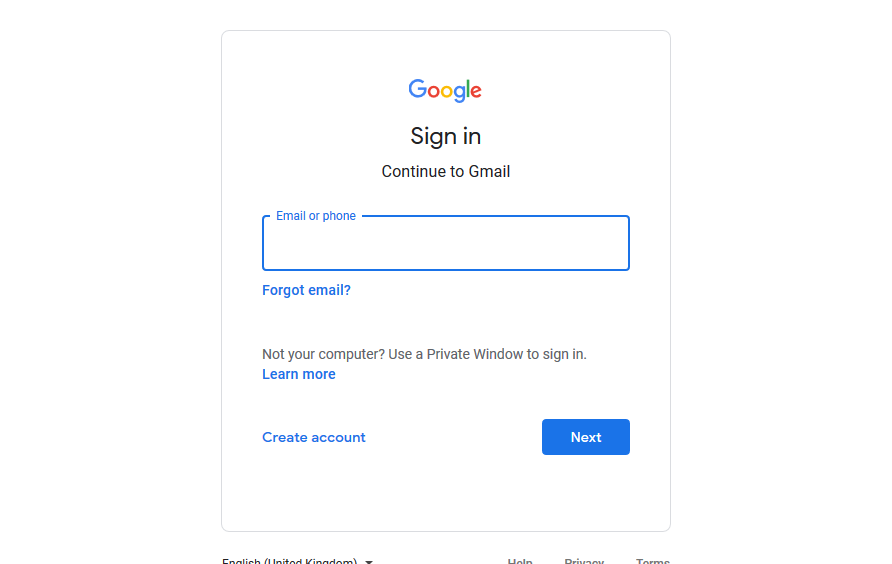 Google
Sign in
Continue to Gmail
Email or phone
Forgot email?
Not your computer? Use a Private Window to sign in.
Learn more
Create account
Next
English (United Kingdom)
Help
Privacy
Terms